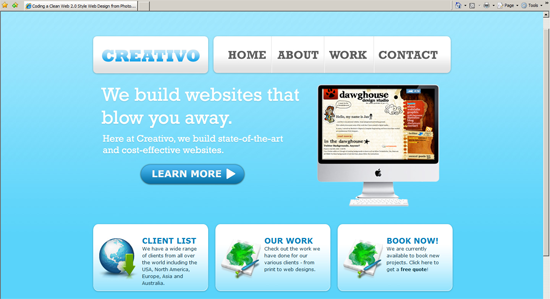 Coding a Clean Web 2.0 Style Web Design from Photo...
Page
Tools
CREATIVO
HOME ABOUT WORK CONTACT
We build websites that
blow you away.
Here at Creativo, we build state-of-the-art
and cost-effective websites.
LEARN MORE
dawghouse
design studio
Hello, my name is
in the dawghouse
CLIENT LIST
We have a wide range
of clients from all over
the world including the
USA, North America,
Europe, Asia and
Australia.
OUR WORK
Check out the work we
have done for our
various clients - from
print to web designs.
BOOK NOW!
We are currently
available to book new
projects. Click here to
get a free quote!